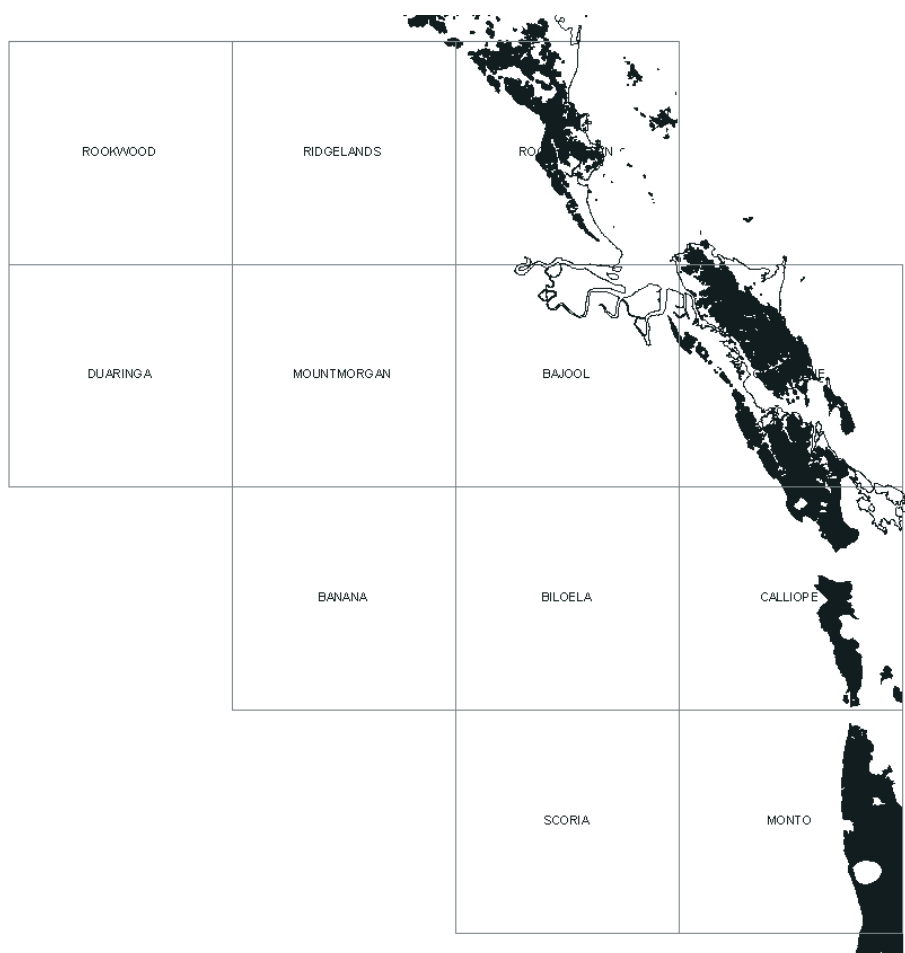 ROOKWOOD
RIDGELANDS
DUARINGA
MOUNTMORGAN
BAJOOL
BANANA
BILOELA
CALLIOPE
SCORIA
MONTO